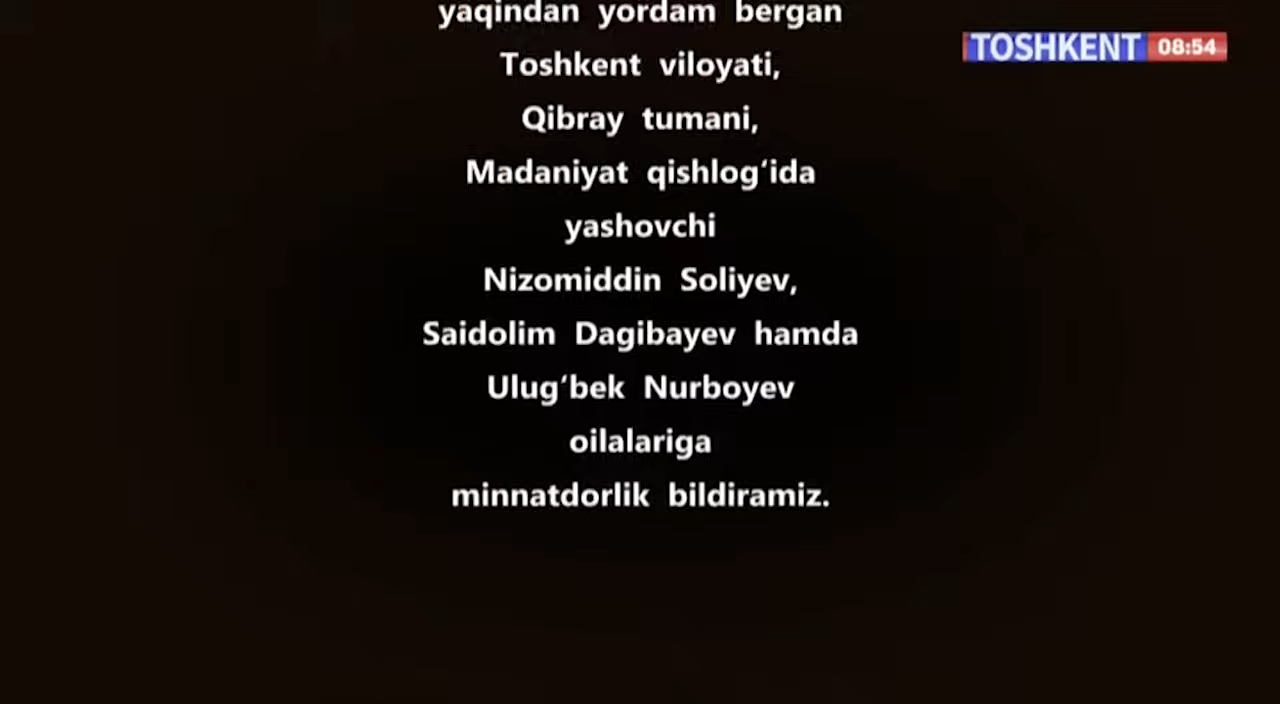 yaqindan yordam bergan
TOSHKENT 08:54
Toshkent viloyati,
Qibray tumani,
Madaniyat qishlog‘ida
yashovchi
Nizomiddin Soliyev,
Saidolim Dagibayev hamda
Ulug‘bek Nurboyev
oilalariga
minnatdorlik bildiramiz.